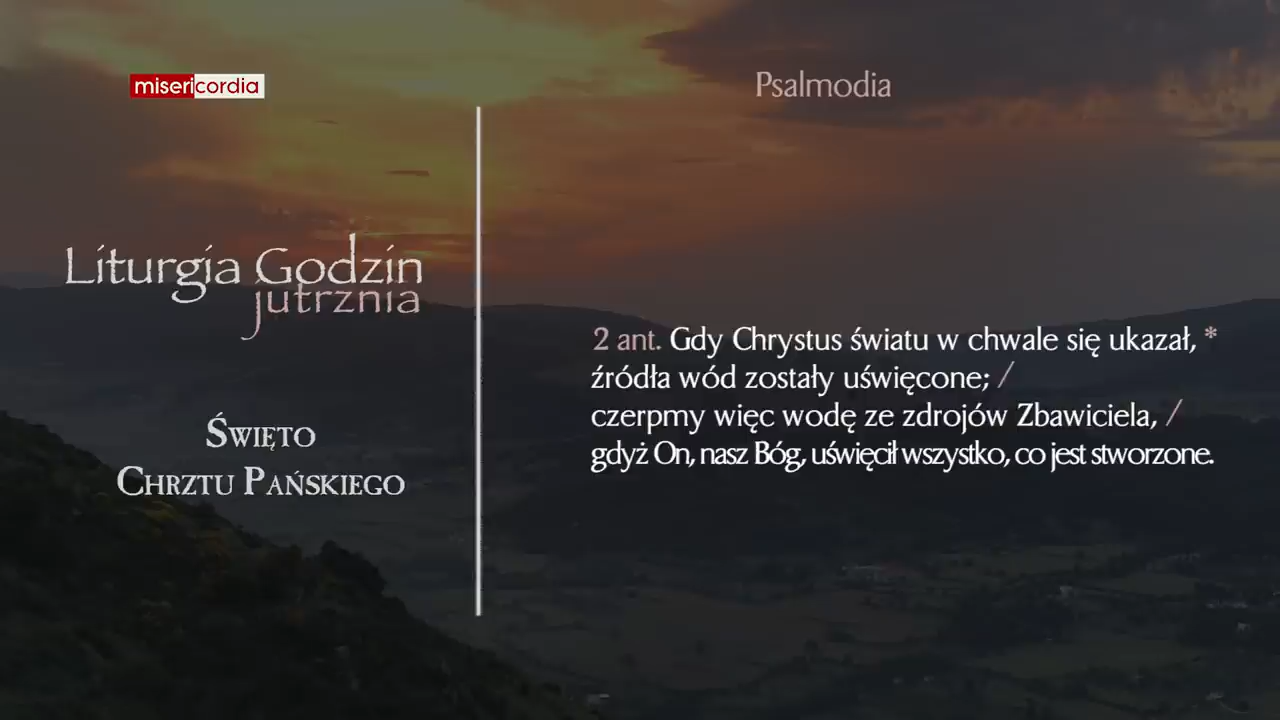 misericordia
Psalmodia
Liturgia Godzin
jutrznia
Święto
Chrztu Pańskiego
2 ant. Gdy Chrystus światu w chwale się ukazał, *
źródła wód zostały uświęcone; /
czerpmy więc wodę ze zdrojów Zbawiciela, /
gdyż On, nasz Bóg, uświęcił wszystko, co jest stworzone.